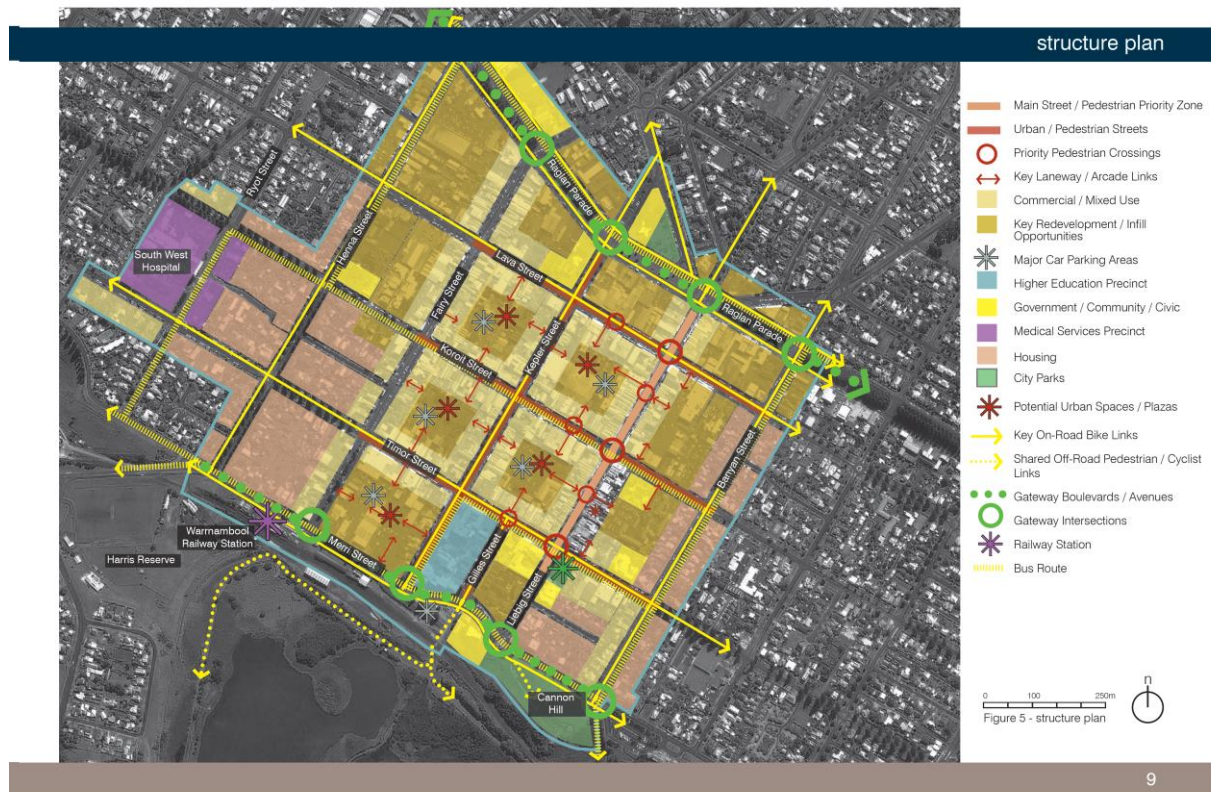 structure plan
Main Street / Pedestrian Priority Zone
Urban / Pedestrian Streets
Priority Pedestrian Crossings
Key Laneway / Arcade Links
Commercial / Mixed Use
Key Redevelopment / Infill
Opportunities
Major Car Parking Areas
Higher Education Precinct
Government / Community / Civic
Medical Services Precinct
Housing
City Parks
Potential Urban Spaces / Plazas
Key On-Road Bike Links
Shared Off-Road Pedestrian / Cyclist
Links
Gateway Boulevards / Avenues
Gateway Intersections
Railway Station
Bus Route
Ryot Street
Raglan Parade
Henna Street
South West
Hospital
Lava Street
Fairy Street
Raglan Parade
Kepler Street
Koroit Street
Timor Street
Banyan Street
Warrnambool
Railway Station
Merri Street
Harris Reserve
Gilles Street
Liebig Street
Cannon
Hill
n
0 100 250m
Figure 5 - structure plan
9